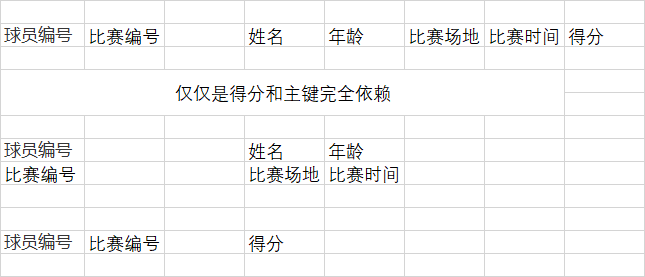 球员编号 比赛编号 姓名 年龄 比赛场地 比赛时间 得分
仅仅是得分和主键完全依赖
球员编号 姓名 年龄
比赛编号 比赛场地 比赛时间
球员编号 比赛编号 得分